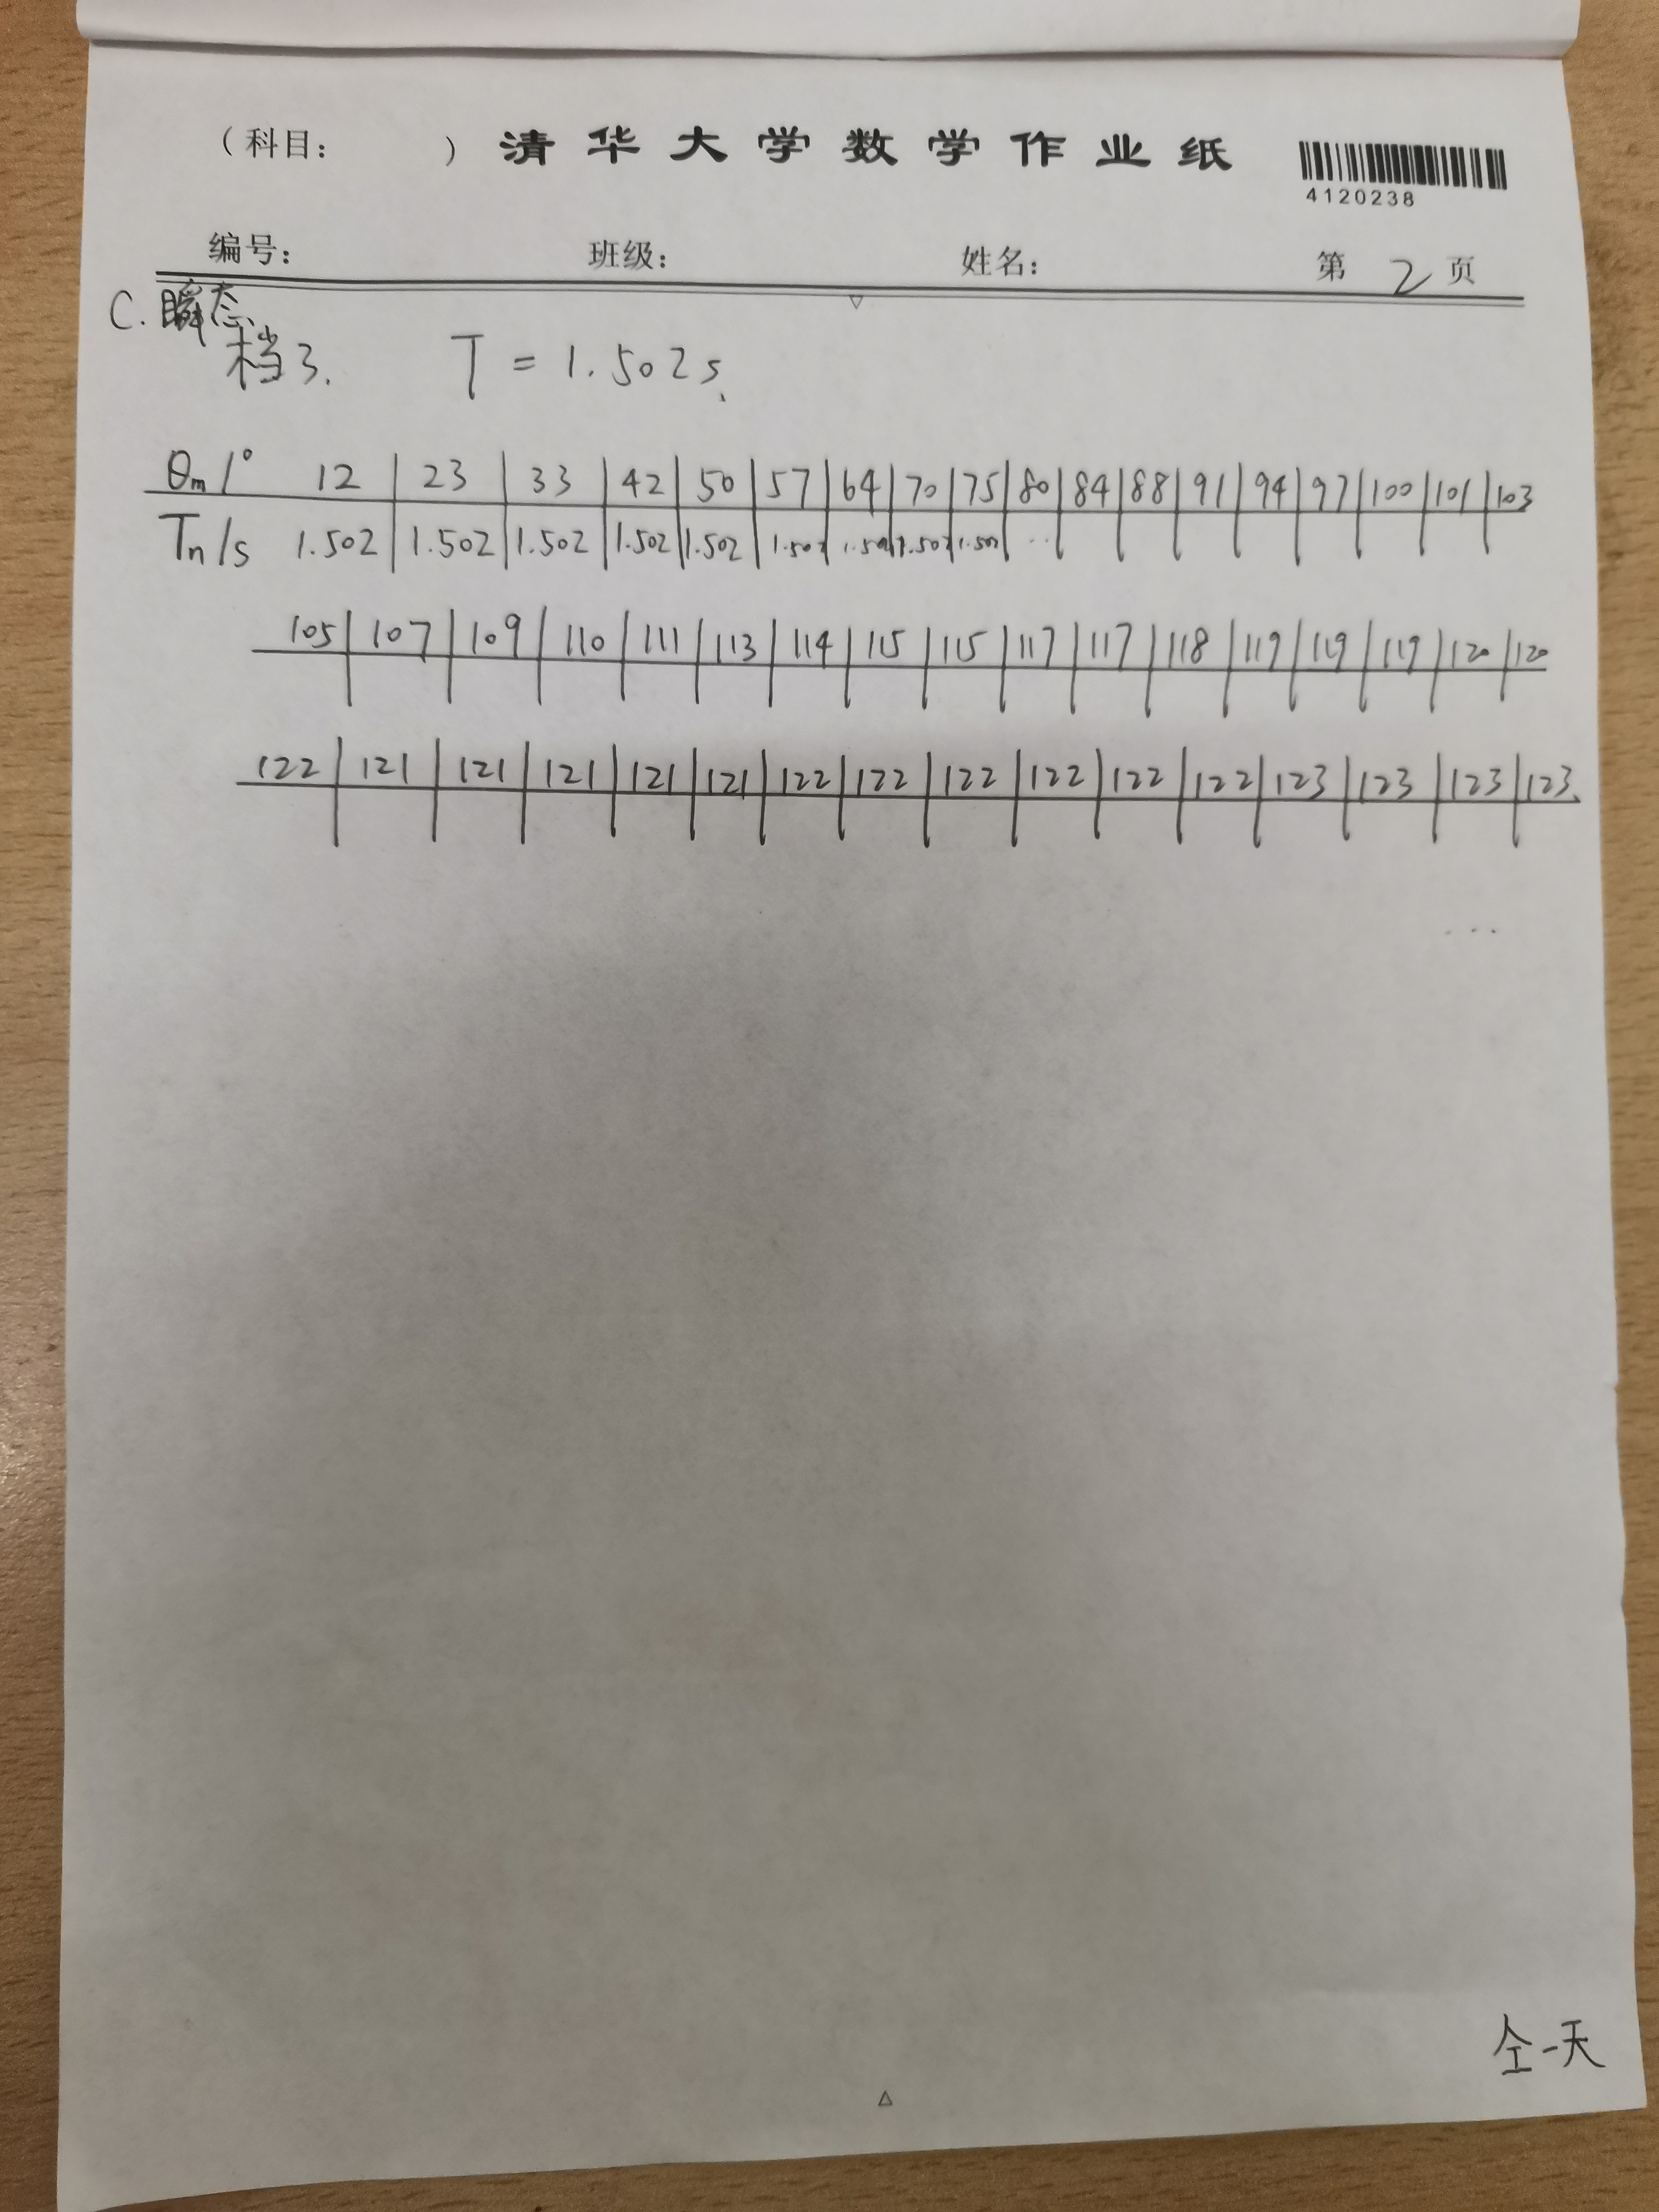 （科目：　　　）清华大学数学作业纸
4120238
编号：　班级：　姓名：　第 2 页
C. 瞬态
档3.　T = 1.502s.
θm/° 12 | 23 | 33 | 42 | 50 | 57 | 64 | 70 | 75 | 80 | 84 | 88 | 91 | 94 | 97 | 100 | 101 | 103
Tn/s 1.502 | 1.502 | 1.502 | 1.502 | 1.502 | 1.502 | 1.502 | 1.502 | 1.502 | ...
105 | 107 | 109 | 110 | 111 | 113 | 114 | 115 | 115 | 117 | 117 | 118 | 119 | 119 | 119 | 120 | 120
122 | 121 | 121 | 121 | 121 | 121 | 122 | 122 | 122 | 122 | 122 | 122 | 123 | 123 | 123 | 123.
...
仝一天